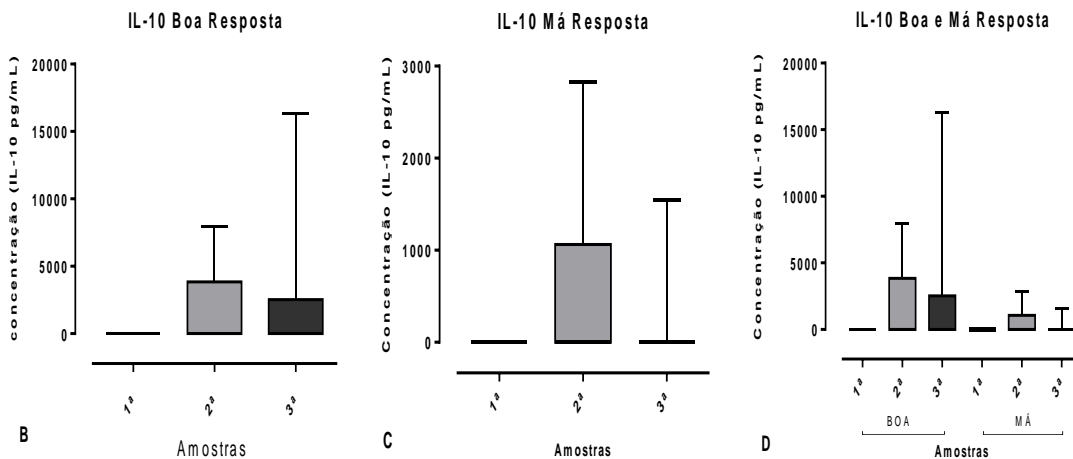 IL-10 Boa Resposta
concentração (IL-10 pg/mL)
20000
15000
10000
5000
0
1ª
2ª
3ª
B
Amostras
IL-10 Má Resposta
Concentração (IL-10 pg/mL)
3000
2000
1000
0
1ª
2ª
3ª
C
Amostras
IL-10 Boa e Má Resposta
Concentração (IL-10 pg/mL)
20000
15000
10000
5000
0
1ª
2ª
3ª
1ª
2ª
3ª
BOA
MÁ
D
Amostras